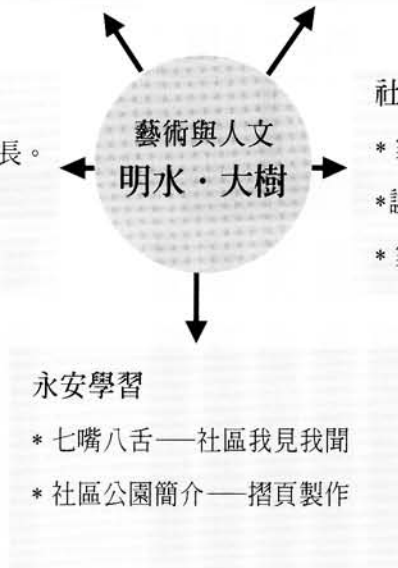 長。
藝術與人文
明水・大樹
社
*
*
*
永安學習
* 七嘴八舌——社區我見我聞
* 社區公園簡介——摺頁製作